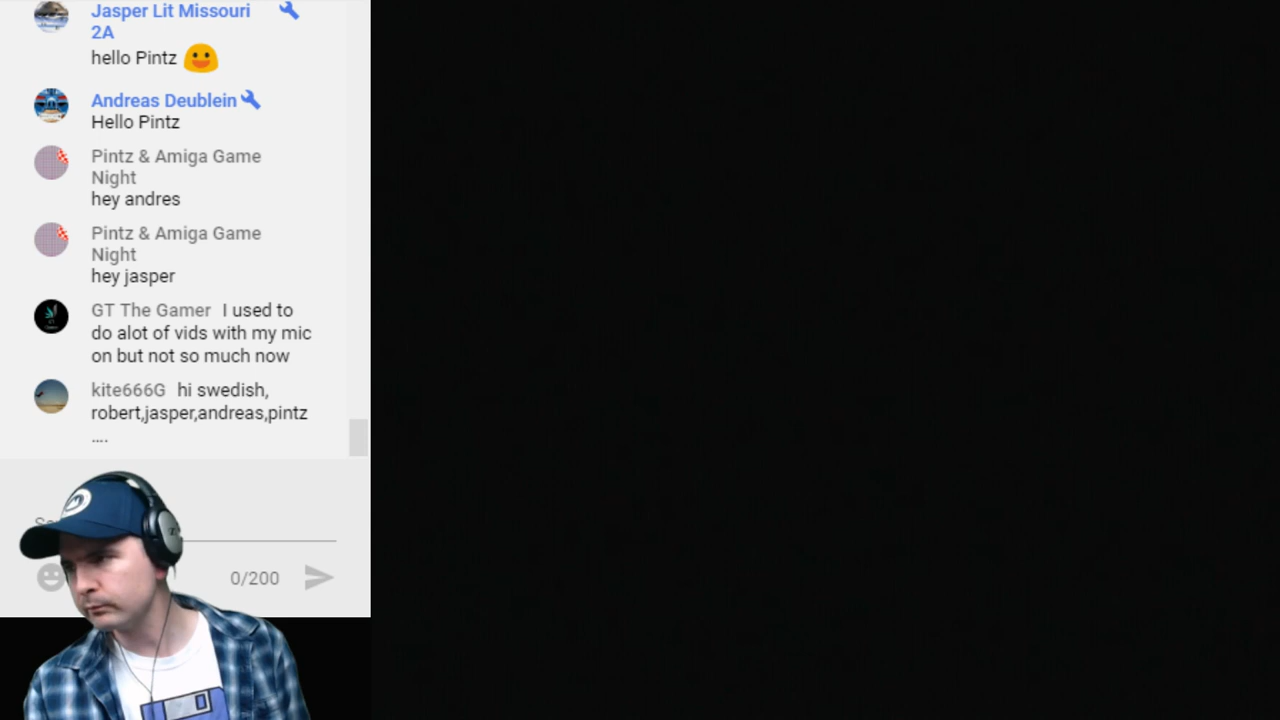 Jasper Lit Missouri
2A
hello Pintz
Andreas Deublein
Hello Pintz
Pintz & Amiga Game
Night
hey andres
Pintz & Amiga Game
Night
hey jasper
GT The Gamer I used to
do alot of vids with my mic
on but not so much now
kite666G hi swedish,
robert,jasper,andreas,pintz
....
0/200